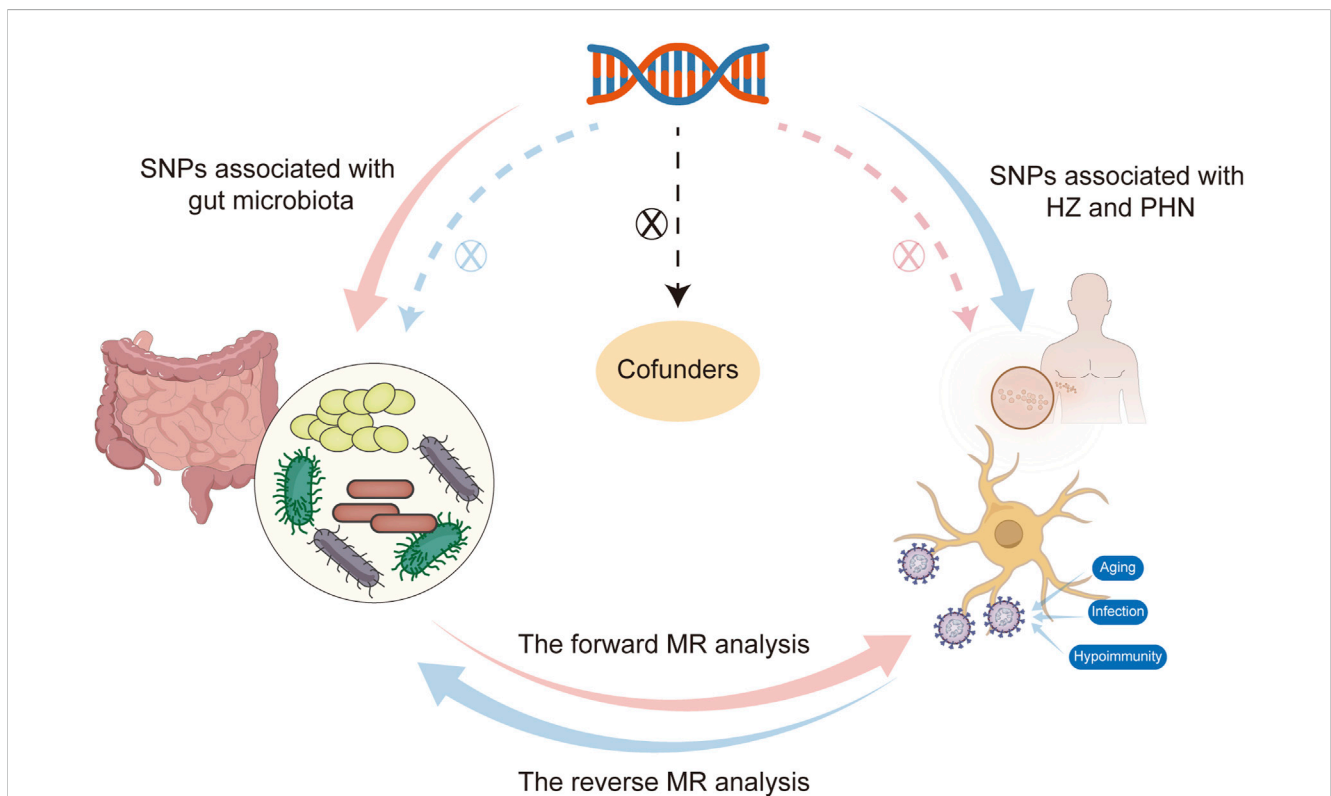 SNPs associated with
gut microbiota
SNPs associated with
HZ and PHN
X
X
X
Cofunders
Aging
Infection
Hypoimmunity
The forward MR analysis
The reverse MR analysis